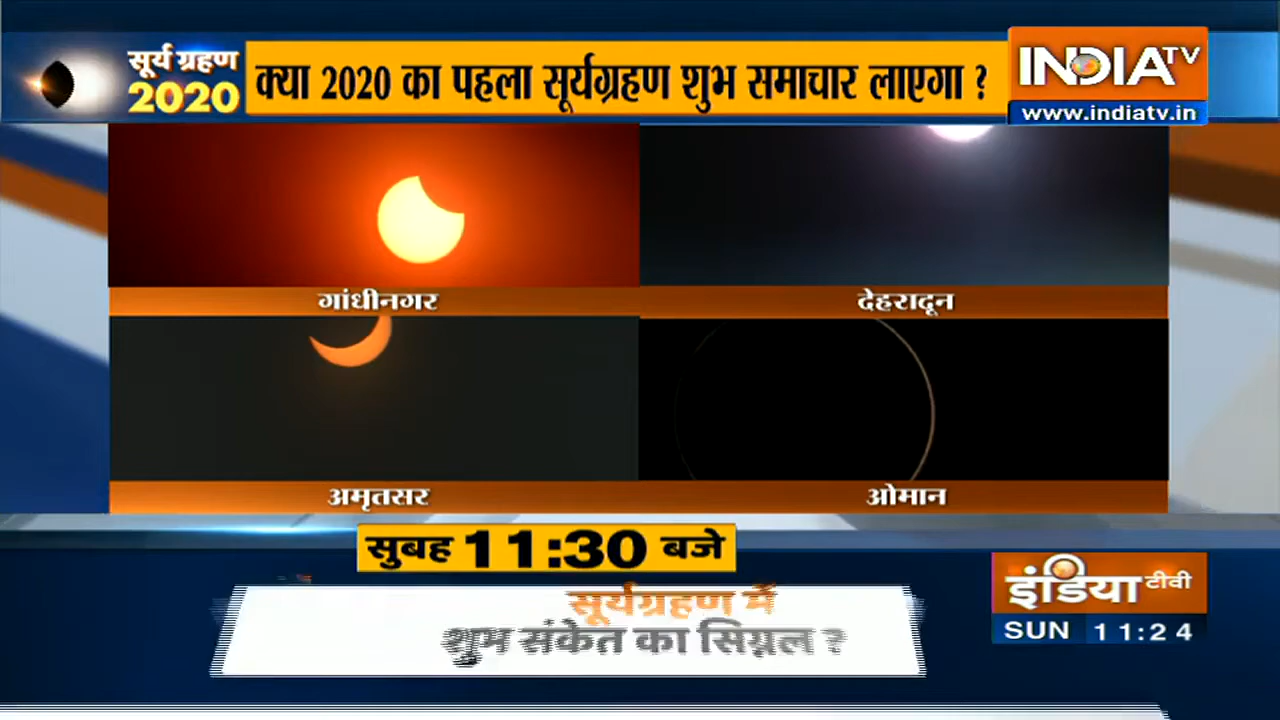 सूर्य ग्रहण
2020
क्या 2020 का पहला सूर्यग्रहण शुभ समाचार लाएगा ?
INDIA TV
www.indiatv.in
गांधीनगर
देहरादून
अमृतसर
ओमान
सुबह 11:30 बजे
सूर्यग्रहण में
शुभ संकेत का सिग्नल ?
इंडिया टीवी
SUN 11:24